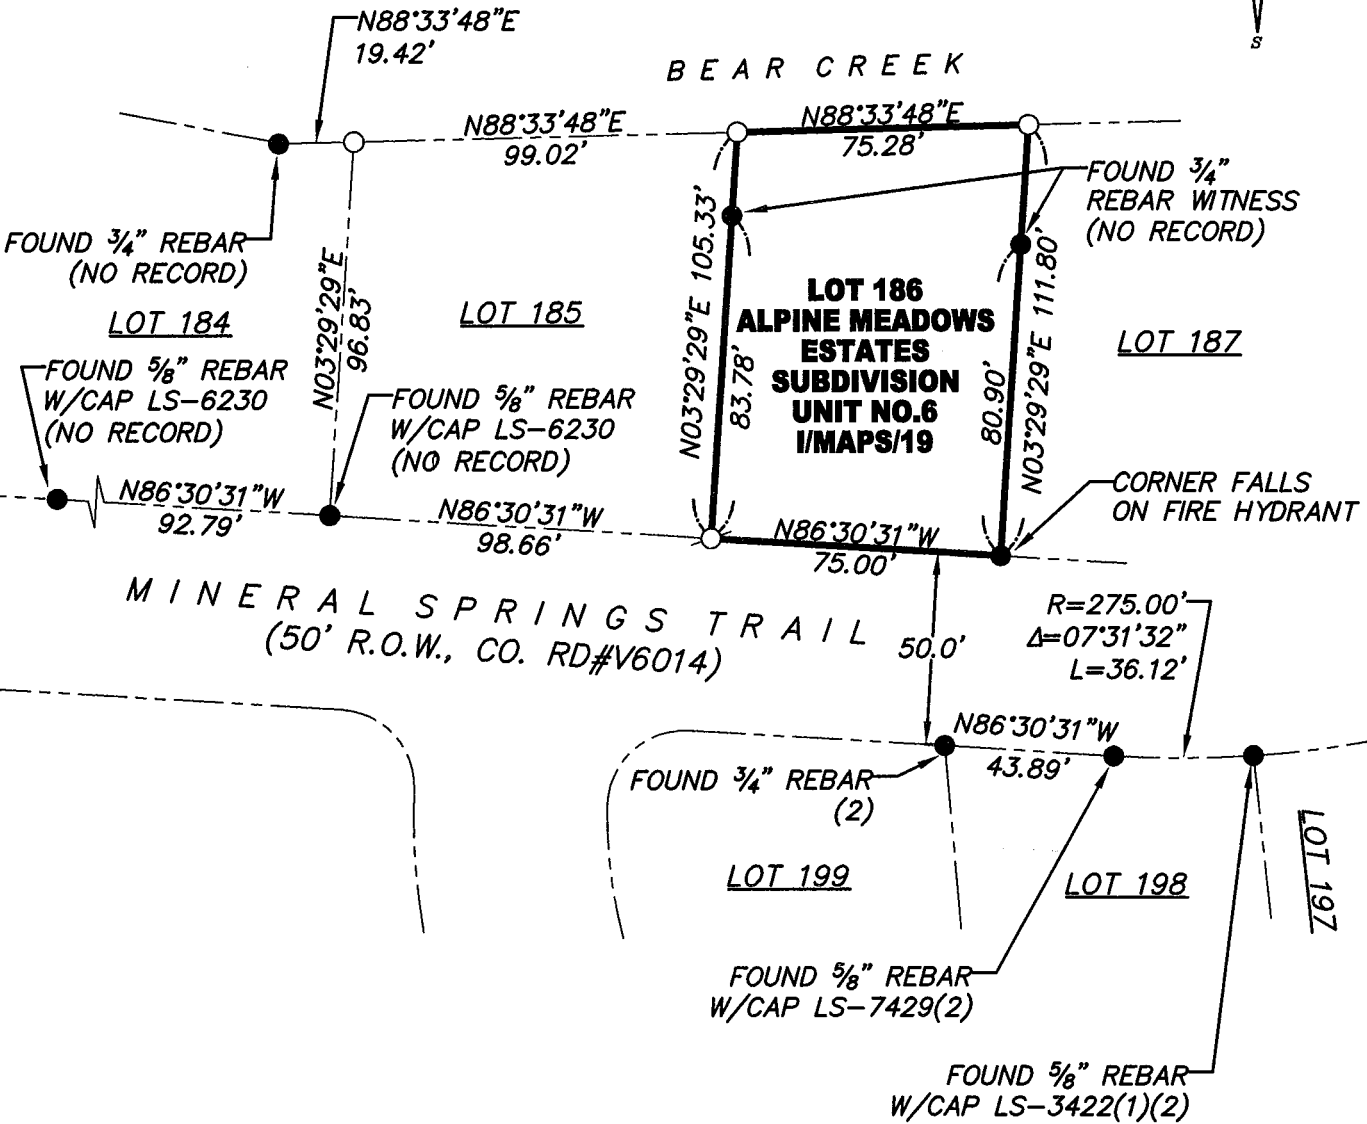 S
N88°33'48"E
19.42'
BEAR CREEK
N88°33'48"E
99.02'
N88°33'48"E
75.28'
FOUND 3/4" REBAR
(NO RECORD)
FOUND 3/4"
REBAR WITNESS
(NO RECORD)
N03°29'29"E
96.83'
N03°29'29"E 105.33'
83.78'
80.90'
N03°29'29"E 111.80'
LOT 184
LOT 185
LOT 186
ALPINE MEADOWS
ESTATES
SUBDIVISION
UNIT NO.6
I/MAPS/19
LOT 187
FOUND 5/8" REBAR
W/CAP LS-6230
(NO RECORD)
FOUND 5/8" REBAR
W/CAP LS-6230
(NO RECORD)
CORNER FALLS
ON FIRE HYDRANT
N86°30'31"W
92.79'
N86°30'31"W
98.66'
N86°30'31"W
75.00'
MINERAL SPRINGS TRAIL
(50' R.O.W., CO. RD#V6014)
50.0'
R=275.00'
Δ=07°31'32"
L=36.12'
N86°30'31"W
43.89'
FOUND 3/4" REBAR
(2)
LOT 199
LOT 198
LOT 197
FOUND 5/8" REBAR
W/CAP LS-7429(2)
FOUND 5/8" REBAR
W/CAP LS-3422(1)(2)